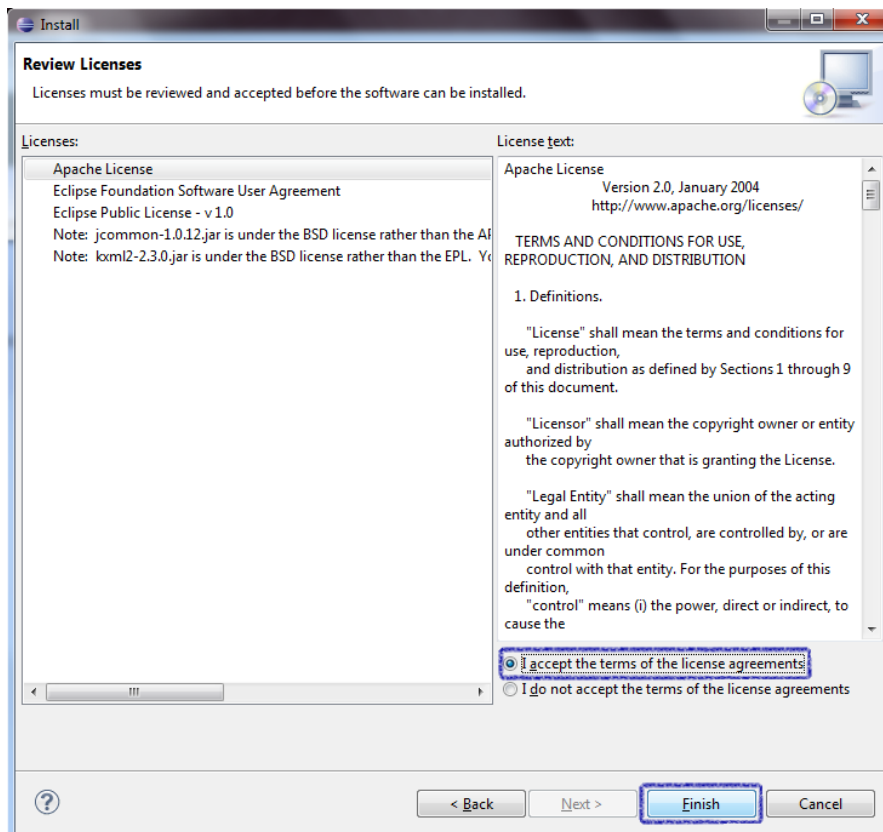 Install
Review Licenses
Licenses must be reviewed and accepted before the software can be installed.
Licenses:
Apache License
Eclipse Foundation Software User Agreement
Eclipse Public License - v 1.0
Note:  jcommon-1.0.12.jar is under the BSD license rather than the
Note:  kxml2-2.3.0.jar is under the BSD license rather than the EPL.
License text:
Apache License
Version 2.0, January 2004
http://www.apache.org/licenses/
TERMS AND CONDITIONS FOR USE,
REPRODUCTION, AND DISTRIBUTION
1. Definitions.
"License" shall mean the terms and conditions for
use, reproduction,
and distribution as defined by Sections 1 through 9
of this document.
"Licensor" shall mean the copyright owner or entity
authorized by
the copyright owner that is granting the License.
"Legal Entity" shall mean the union of the acting
entity and all
other entities that control, are controlled by, or are
under common
control with that entity. For the purposes of this
definition,
"control" means (i) the power, direct or indirect, to
cause the
I accept the terms of the license agreements
I do not accept the terms of the license agreements
?
< Back
Next >
Finish
Cancel